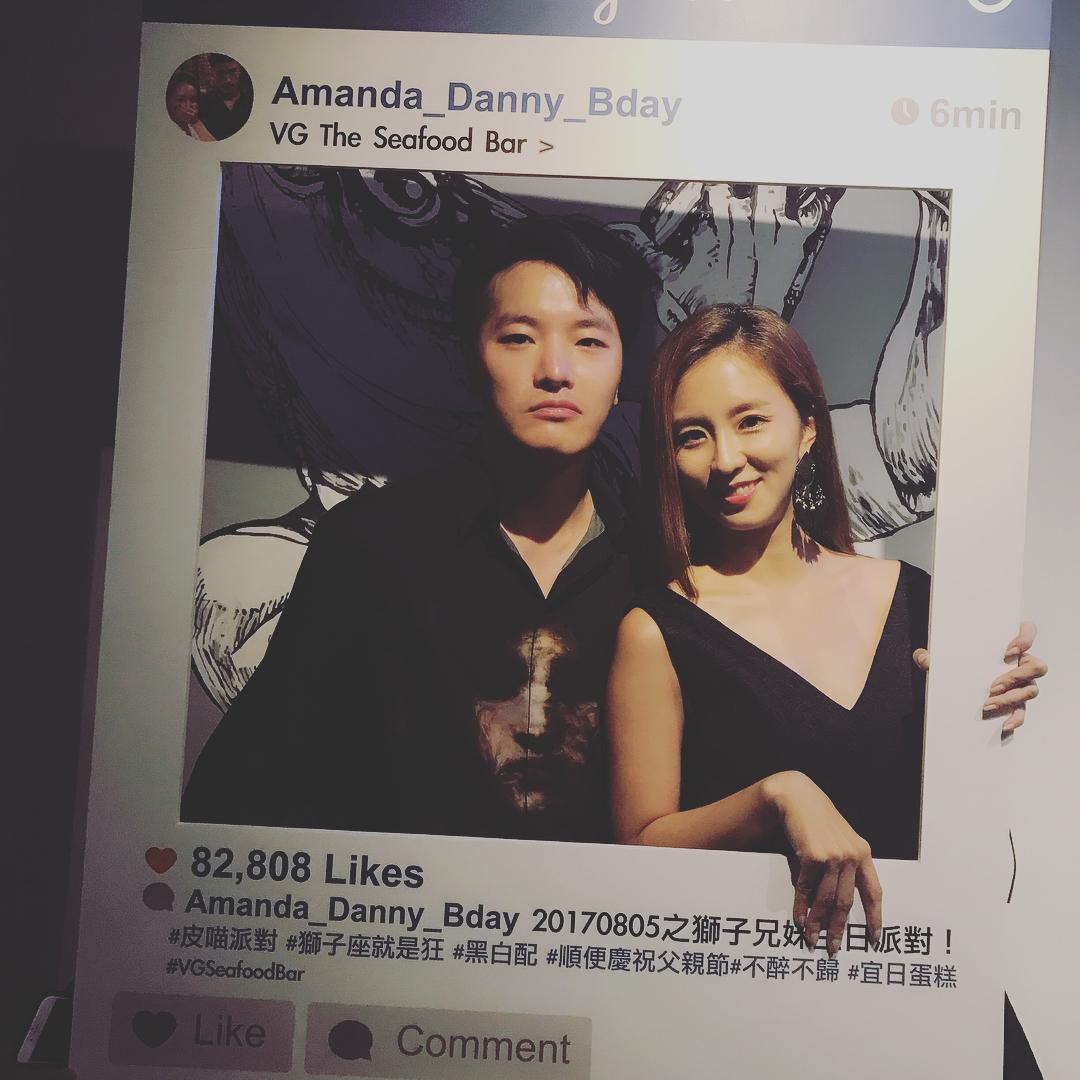 Amanda_Danny_Bday
6min
VG The Seafood Bar >
82,808 Likes
Amanda_Danny_Bday 20170805之獅子兄妹生日派對！
#皮喵派對 #獅子座就是狂 #黑白配 #順便慶祝父親節#不醉不歸 #宜日蛋糕
#VGSeafoodBar
Like
Comment